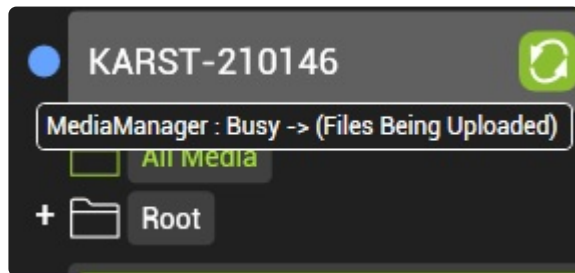 KARST-210146
MediaManager : Busy -> (Files Being Uploaded)
All Media
+ Root